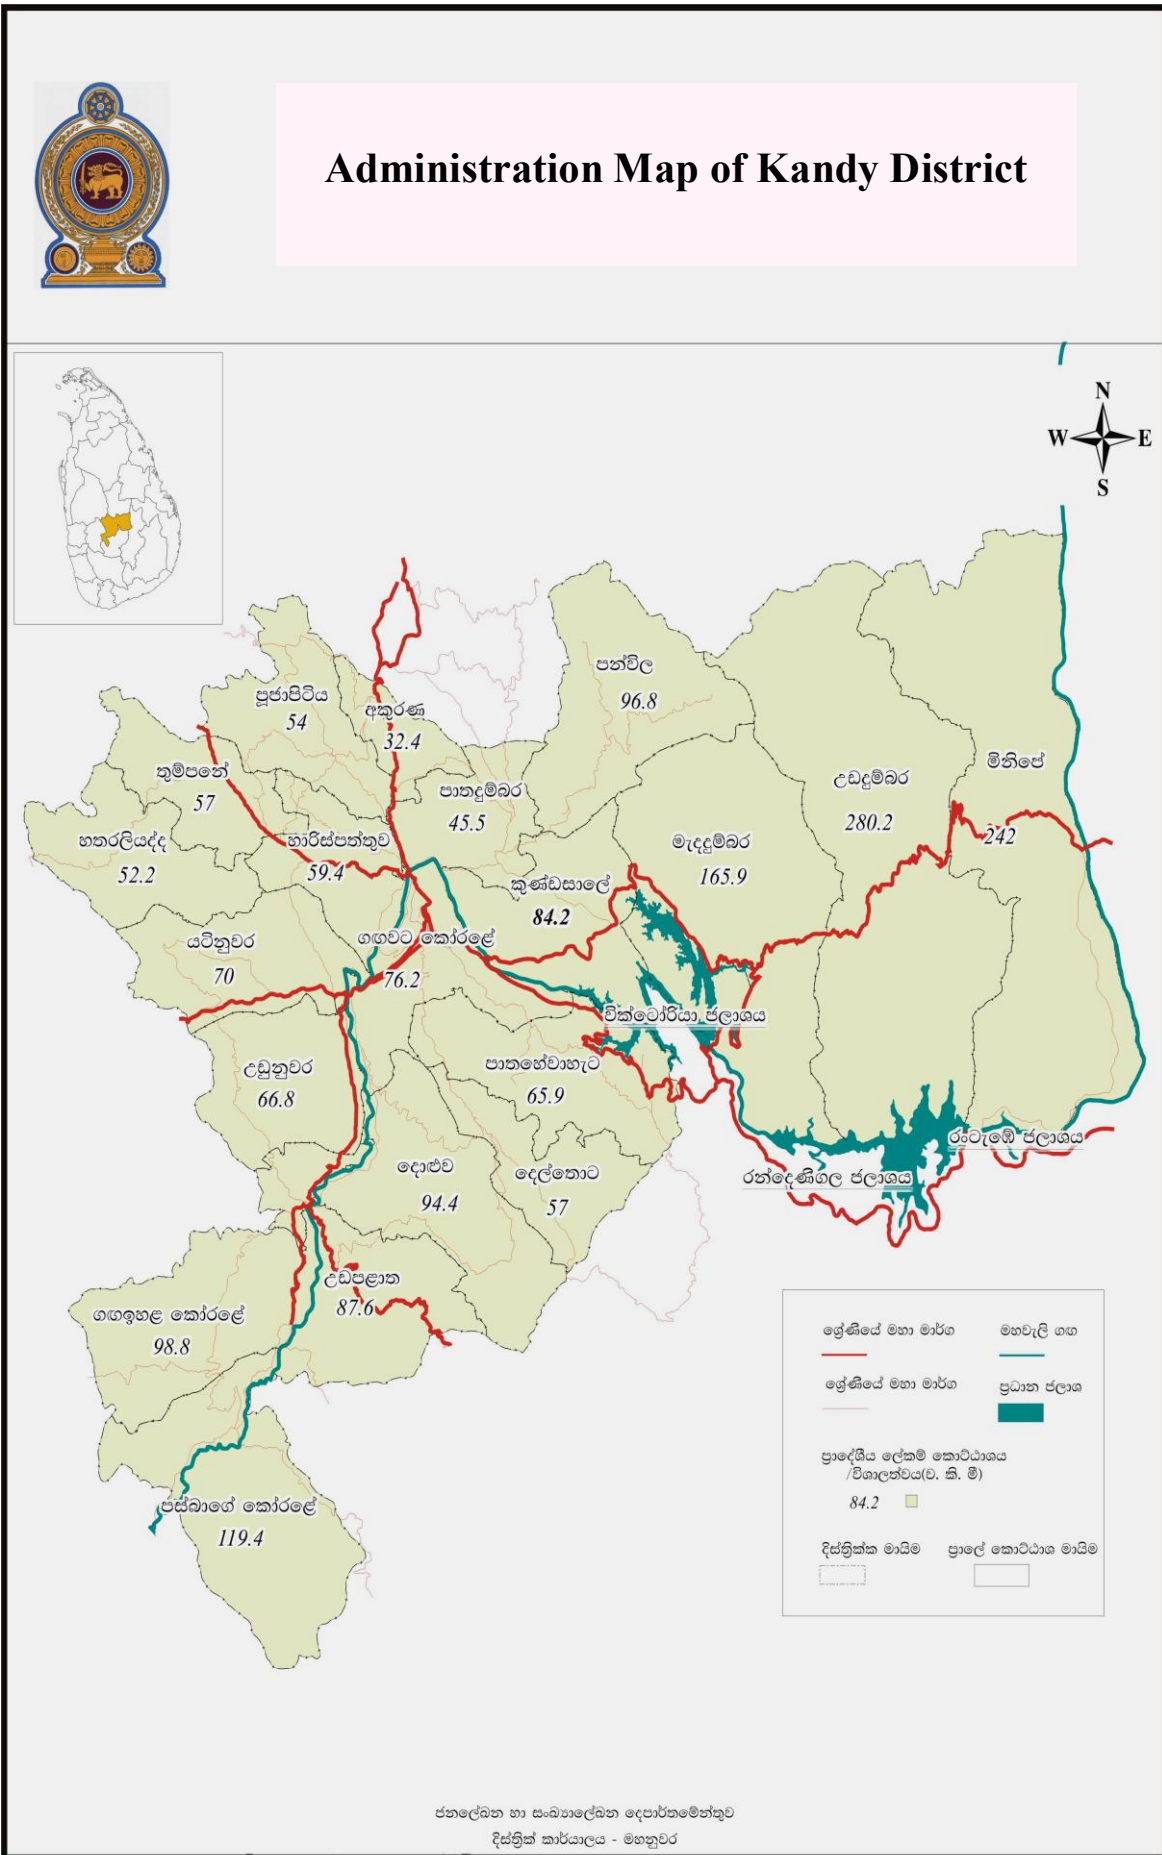 Administration Map of Kandy District
N
W E
S
පන්විල
96.8
පූජාපිටිය
54
අකුරණ
32.4
මිනිපේ
242
තුම්පනේ
57
උඩදුම්බර
280.2
පාතදුම්බර
45.5
හතරලියද්ද
52.2
හාරිස්පත්තුව
59.4
මැදදුම්බර
165.9
කුණ්ඩසාලේ
84.2
යටිනුවර
70
ගඟවට කෝරළේ
76.2
වික්ටෝරියා ජලාශය
උඩුනුවර
66.8
පාතහේවාහැට
65.9
රංටැඹේ ජලාශය
දොළුව
94.4
දෙල්තොට
57
රන්දෙණිගල ජලාශය
උඩපළාත
87.6
ගඟඉහළ කෝරළේ
98.8
පස්බාගේ කෝරළේ
119.4
ශ්‍රේණියේ මහා මාර්ග මහවැලි ගඟ
ශ්‍රේණියේ මහා මාර්ග ප්‍රධාන ජලාශ
ප්‍රාදේශීය ලේකම් කොට්ඨාශය
/විශාලත්වය(ව. කි. මී)
84.2
දිස්ත්‍රික්ක මායිම ප්‍රාලේ කොට්ඨාශ මායිම
ජනලේඛන හා සංඛ්‍යාලේඛන දෙපාර්තමේන්තුව
දිස්ත්‍රික් කාර්යාලය - මහනුවර